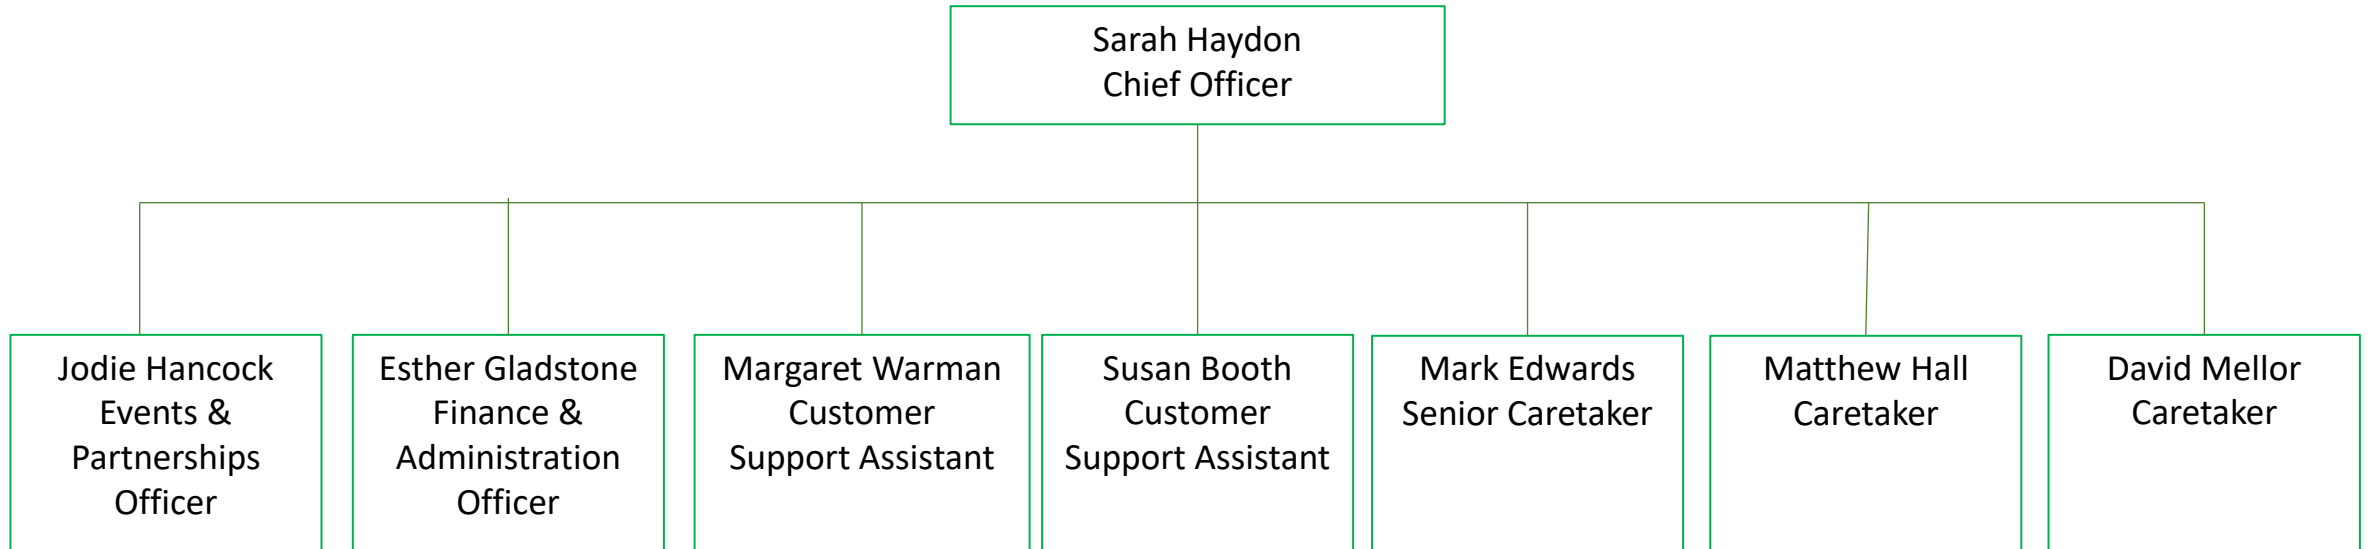 Sarah Haydon
Chief Officer
Jodie Hancock
Events &
Partnerships
Officer
Esther Gladstone
Finance &
Administration
Officer
Margaret Warman
Customer
Support Assistant
Susan Booth
Customer
Support Assistant
Mark Edwards
Senior Caretaker
Matthew Hall
Caretaker
David Mellor
Caretaker